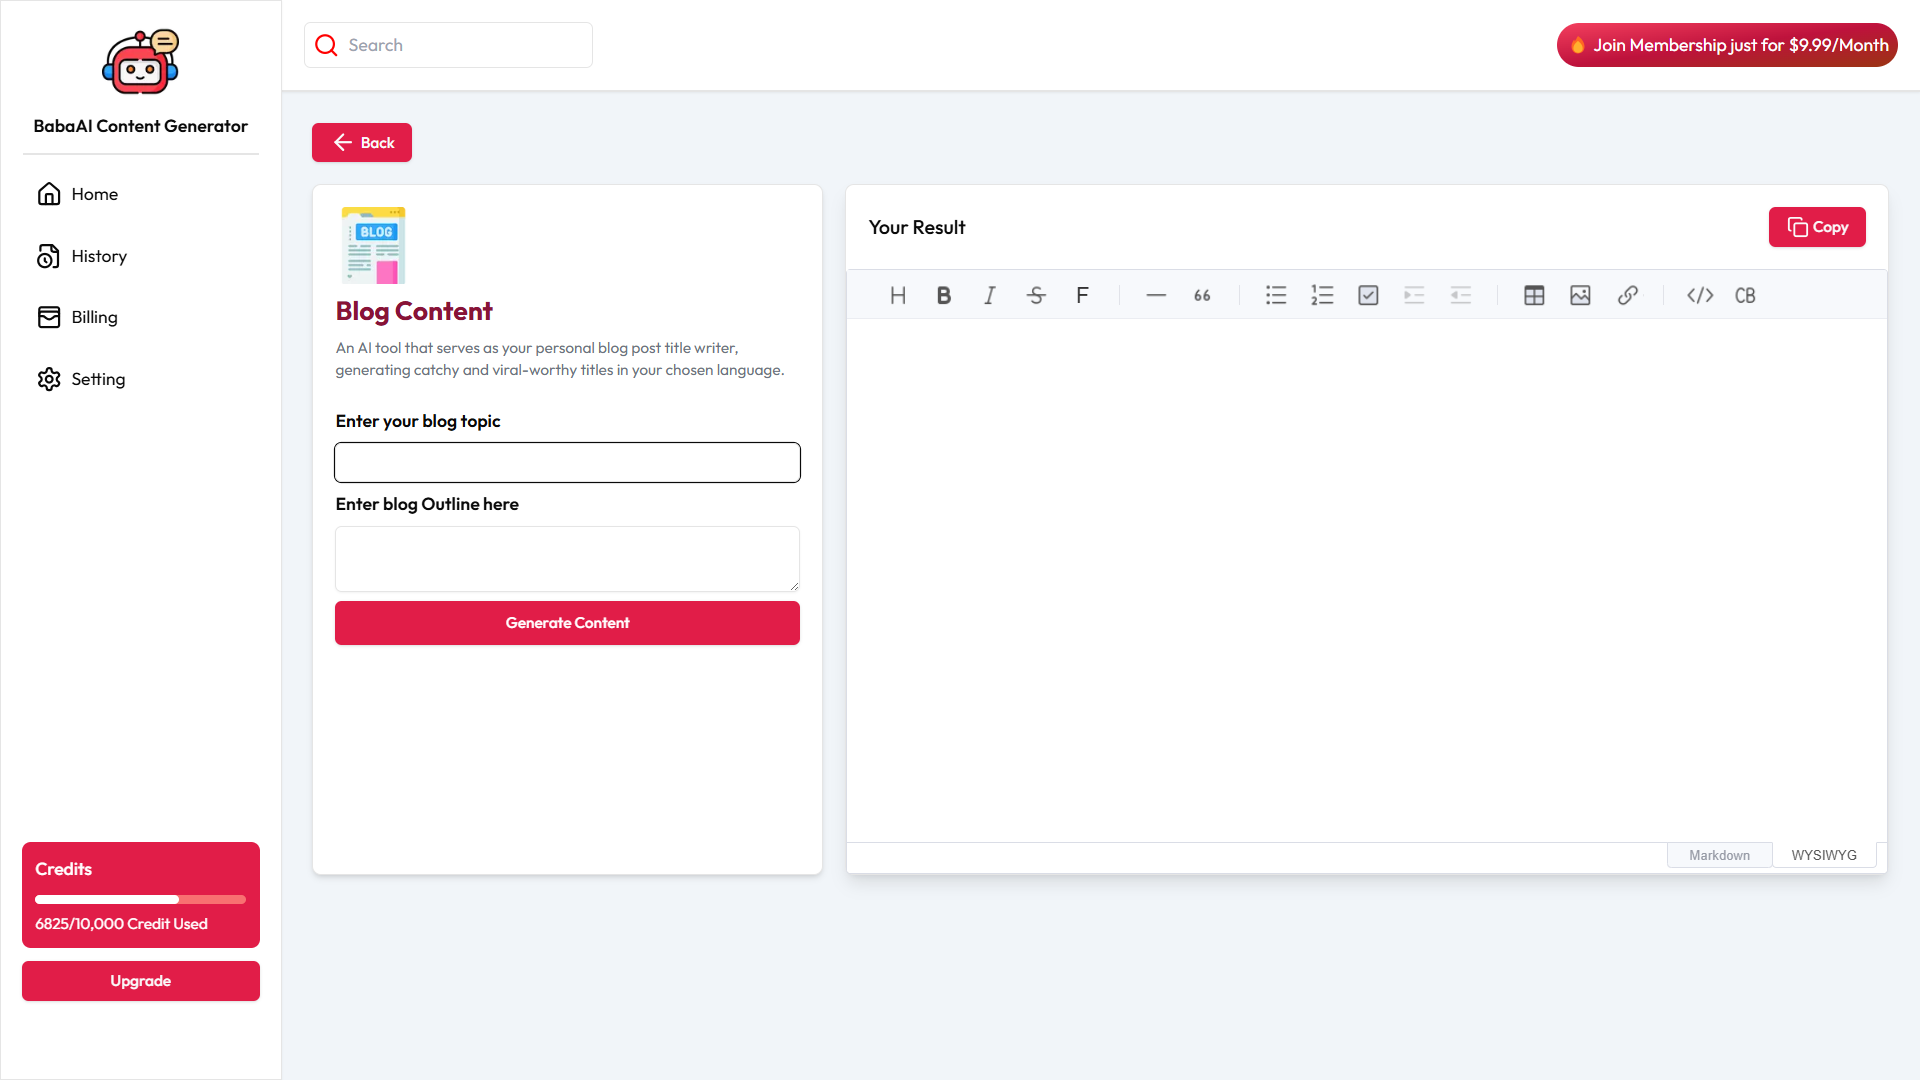 BabaAI Content Generator
Home
History
Billing
Setting
Credits
6825/10,000 Credit Used
Upgrade
Search
Join Membership just for $9.99/Month
Back
BLOG
Blog Content
An AI tool that serves as your personal blog post title writer,
generating catchy and viral-worthy titles in your chosen language.
Enter your blog topic
Enter blog Outline here
Generate Content
Your Result
Copy
H B I S F — 66 </> CB
Markdown WYSIWYG